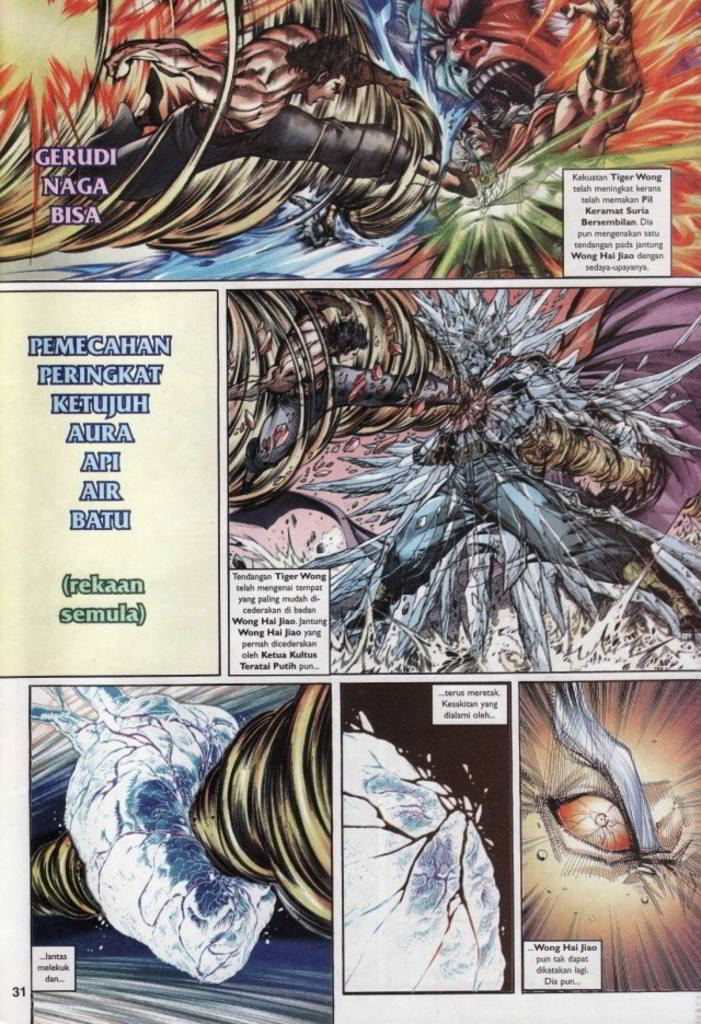 GERUDI
NAGA
BISA
Kekuatan Tiger Wong
telah meningkat kerana
telah memakan Pil
Keramat Suria
Bersembilan. Dia
pun mengenakan satu
tendangan pada jantung
Wong Hai Jiao dengan
sedaya-upayanya.
PEMECAHAN
PERINGKAT
KETUJUH
AURA
API
AIR
BATU
(rekaan
semula)
Tendangan Tiger Wong
telah mengenai tempat
yang paling mudah di-
cederakan di badan
Wong Hai Jiao. Jantung
Wong Hai Jiao yang
pernah dicederakan
oleh Ketua Kultus
Teratai Putih pun...
...lantas
melekuk
dan...
...terus meretak.
Kesakitan yang
dialami oleh...
...Wong Hai Jiao
pun tak dapat
dikatakan lagi.
Dia pun...
31